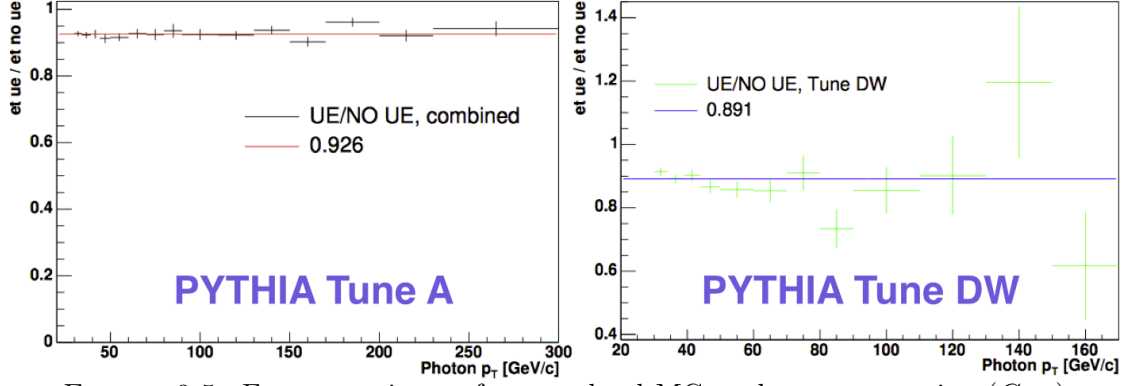 et ue / et no ue
1
0.8
0.6
0.4
0.2
0
UE/NO UE, combined
0.926
PYTHIA Tune A
50 100 150 200 250 300
Photon pT [GeV/c]
et ue / et no ue
1.4
1.2
1
0.8
0.6
0.4
UE/NO UE, Tune DW
0.891
PYTHIA Tune DW
20 40 60 80 100 120 140 160
Photon pT [GeV/c]